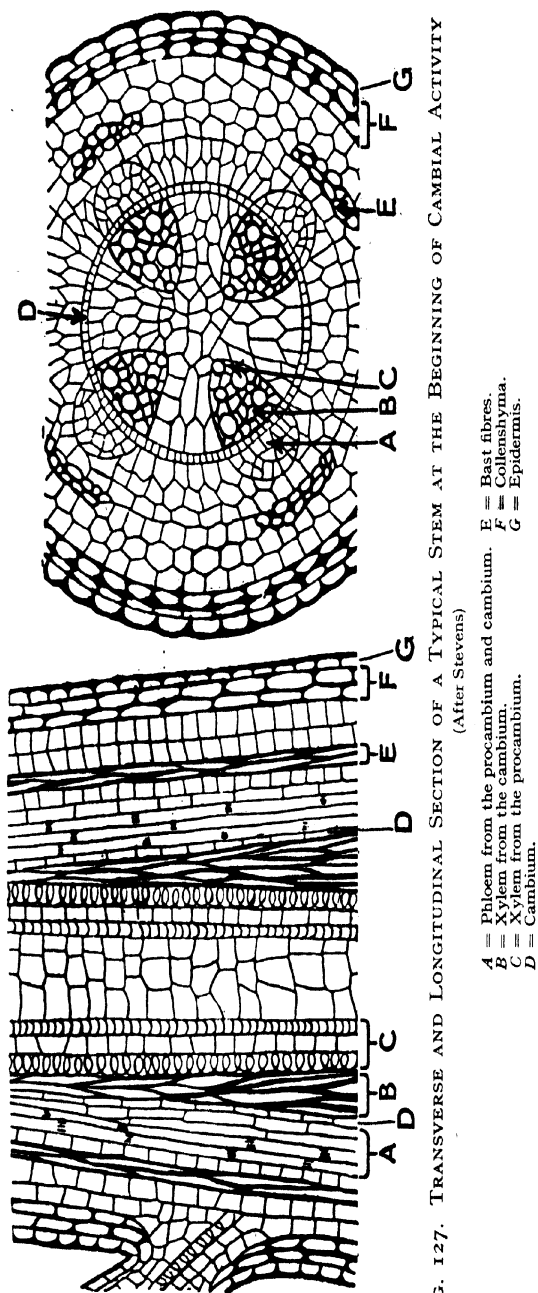 D
A D B C D E F G
A B C E F G
G. 127. TRANSVERSE AND LONGITUDINAL SECTION OF A TYPICAL STEM AT THE BEGINNING OF CAMBIAL ACTIVITY
(After Stevens)
A = Phloem from the procambium and cambium.
B = Xylem from the cambium.
C = Xylem from the procambium.
D = Cambium.
E = Bast fibres.
F = Collenshyma.
G = Epidermis.